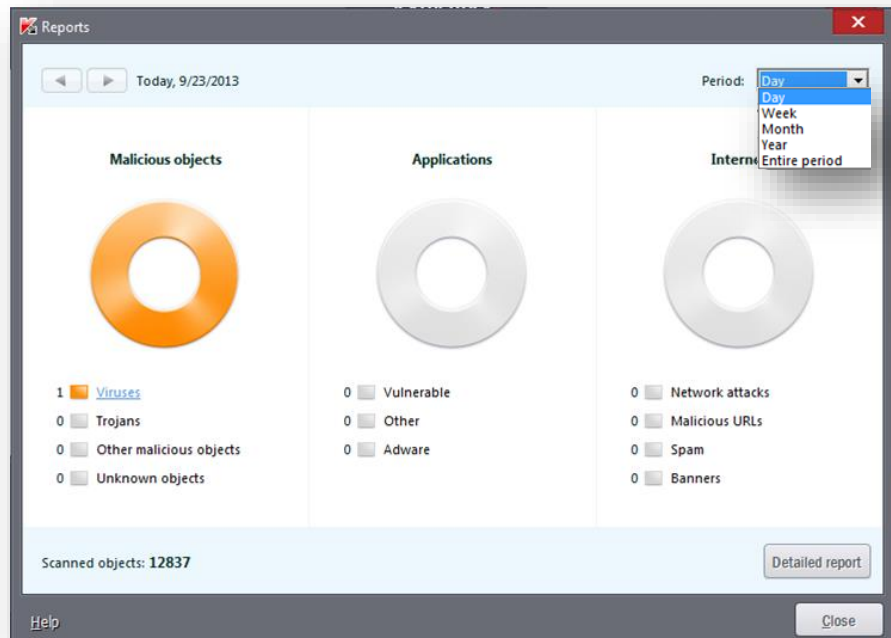 Reports
Today, 9/23/2013
Period: Day
Day
Week
Month
Year
Entire period
Malicious objects
Applications
1 Viruses
0 Trojans
0 Other malicious objects
0 Unknown objects
0 Vulnerable
0 Other
0 Adware
0 Network attacks
0 Malicious URLs
0 Spam
0 Banners
Scanned objects: 12837
Detailed report
Help
Close